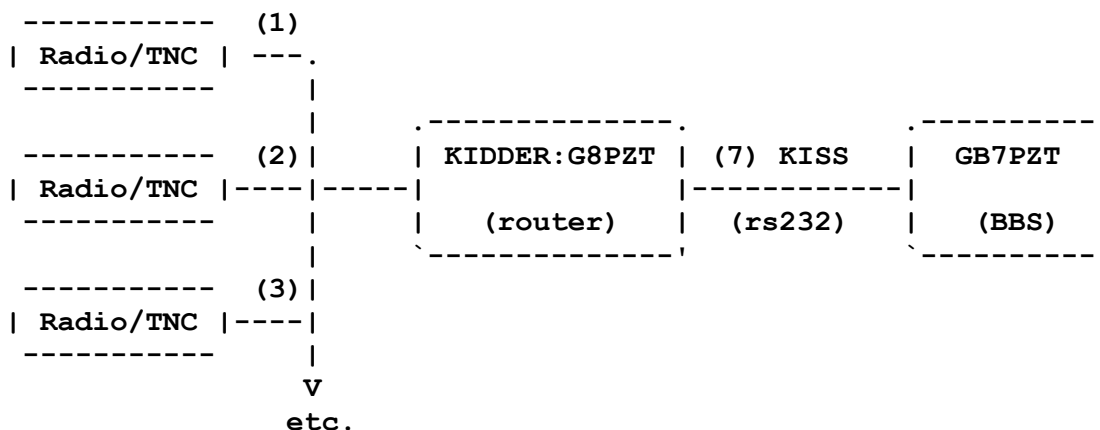 (1)
Radio/TNC
(2) KIDDER:G8PZT (7) KISS GB7PZT
Radio/TNC
(router) (rs232) (BBS)
(3)
Radio/TNC
V
etc.